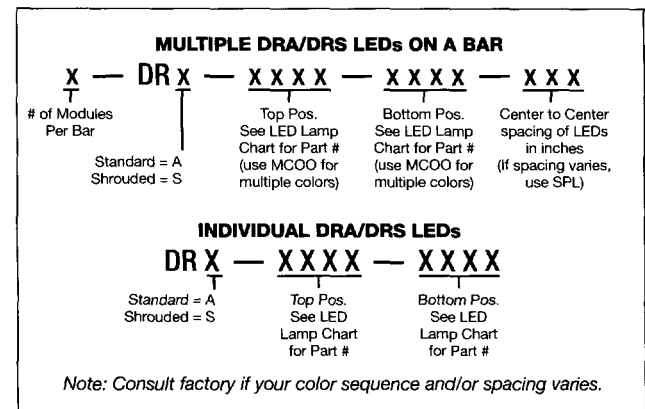 MULTIPLE DRA/DRS LEDs ON A BAR
x — DR x — x x x x — x x x x — x x x
# of Modules
Per Bar
Standard = A
Shrouded = S
Top Pos.
See LED Lamp
Chart for Part #
(use MCOO for
multiple colors)
Bottom Pos.
See LED Lamp
Chart for Part #
(use MCOO for
multiple colors)
Center to Center
spacing of LEDs
in inches
(if spacing varies,
use SPL)
INDIVIDUAL DRA/DRS LEDs
DR X — X X X X — X X X X
Standard = A
Shrouded = S
Top Pos.
See LED
Lamp Chart
for Part #
Bottom Pos.
See LED
Lamp Chart
for Part #
Note: Consult factory if your color sequence and/or spacing varies.